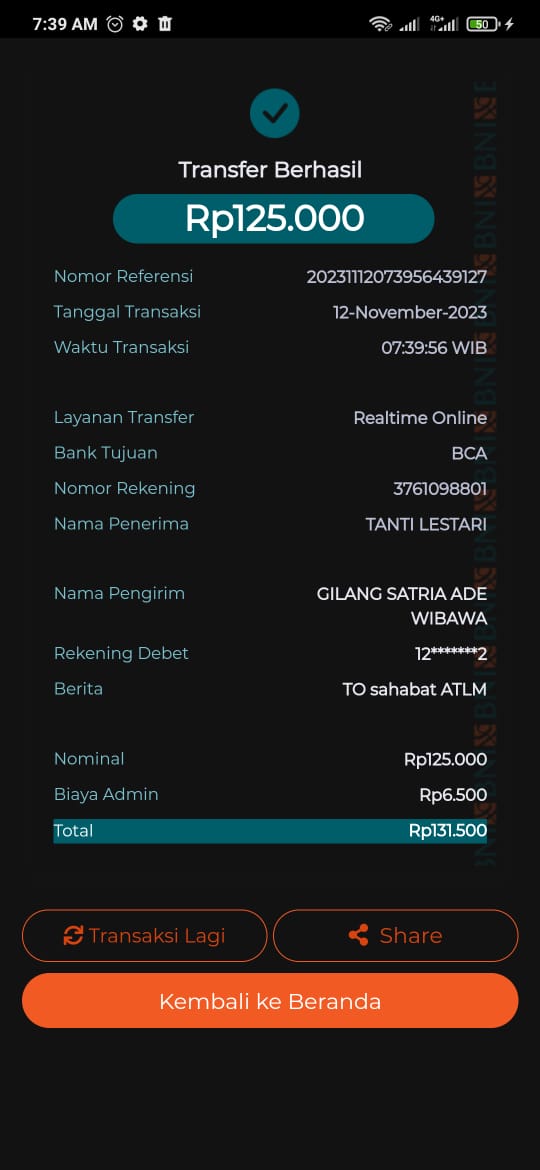 7:39 AM
4G+
50
Transfer Berhasil
Rp125.000
Nomor Referensi 20231112073956439127
Tanggal Transaksi 12-November-2023
Waktu Transaksi 07:39:56 WIB
Layanan Transfer Realtime Online
Bank Tujuan BCA
Nomor Rekening 3761098801
Nama Penerima TANTI LESTARI
Nama Pengirim GILANG SATRIA ADE
WIBAWA
Rekening Debet 12*******2
Berita TO sahabat ATLM
Nominal Rp125.000
Biaya Admin Rp6.500
Total Rp131.500
BNI BNI BNI BNI BNI BNI BNI BNI BNI
Transaksi Lagi
Share
Kembali ke Beranda